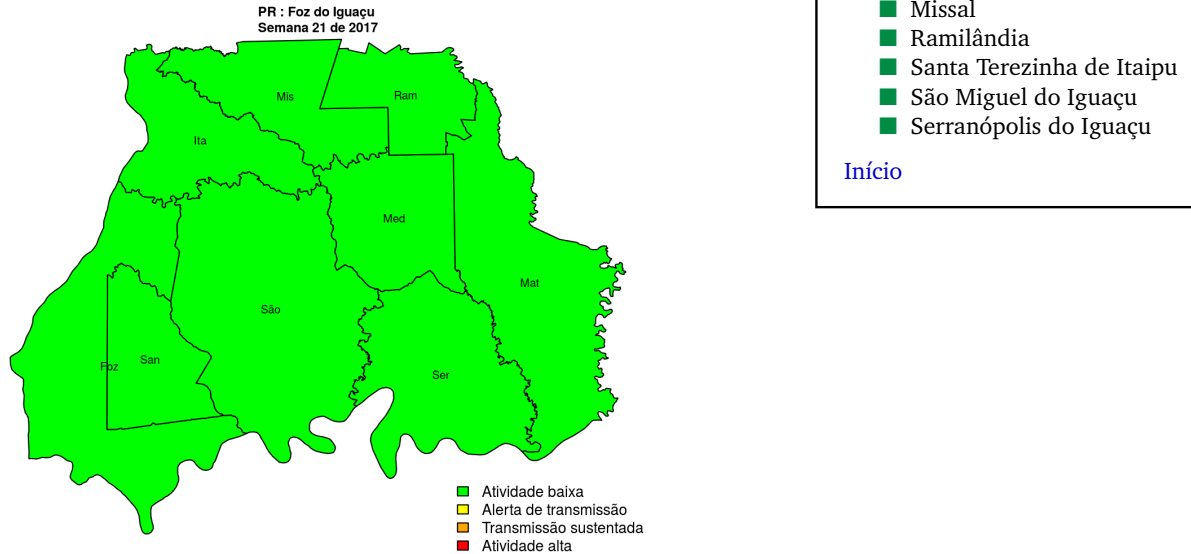 PR : Foz do Iguaçu
Semana 21 de 2017
Mis
Ram
Ita
Med
Mat
São
Foz
San
Ser
Atividade baixa
Alerta de transmissão
Transmissão sustentada
Atividade alta
Missal
Ramilândia
Santa Terezinha de Itaipu
São Miguel do Iguaçu
Serranópolis do Iguaçu
Início